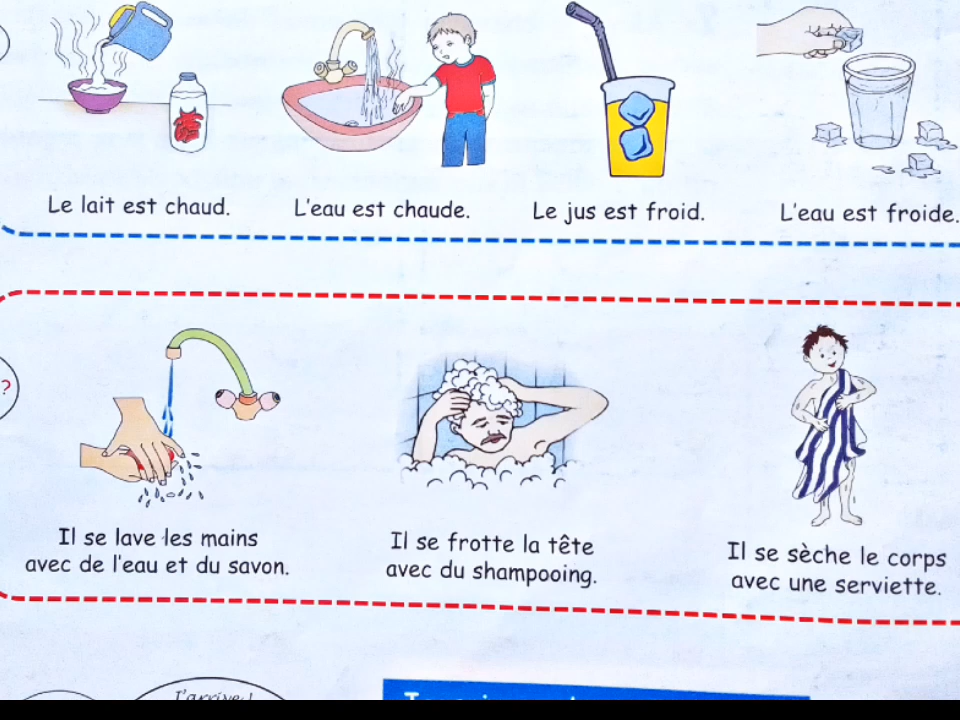 Le lait est chaud.
L'eau est chaude.
Le jus est froid.
L'eau est froide.
?
Il se lave les mains
avec de l'eau et du savon.
Il se frotte la tête
avec du shampooing.
Il se sèche le corps
avec une serviette.
J'arrive!